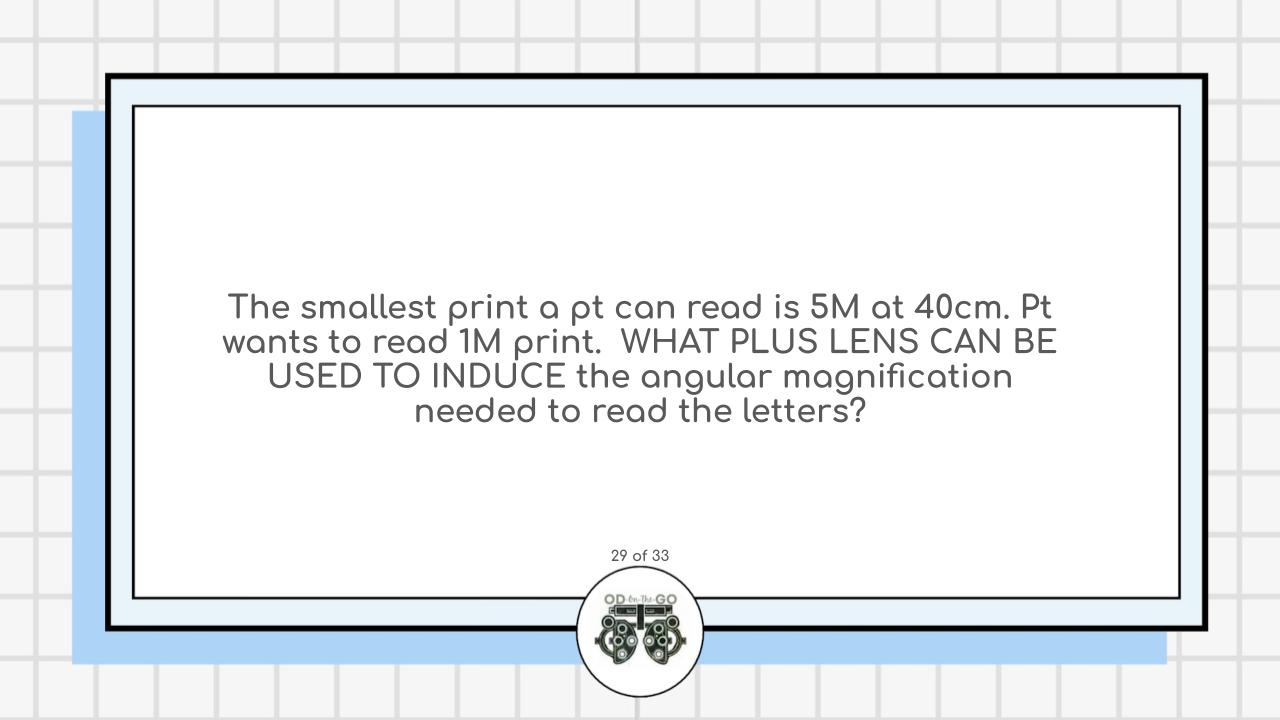 The smallest print a pt can read is 5M at 40cm. Pt
wants to read 1M print.  WHAT PLUS LENS CAN BE
USED TO INDUCE the angular magnification
needed to read the letters?
29 of 33
OD-On-The-GO